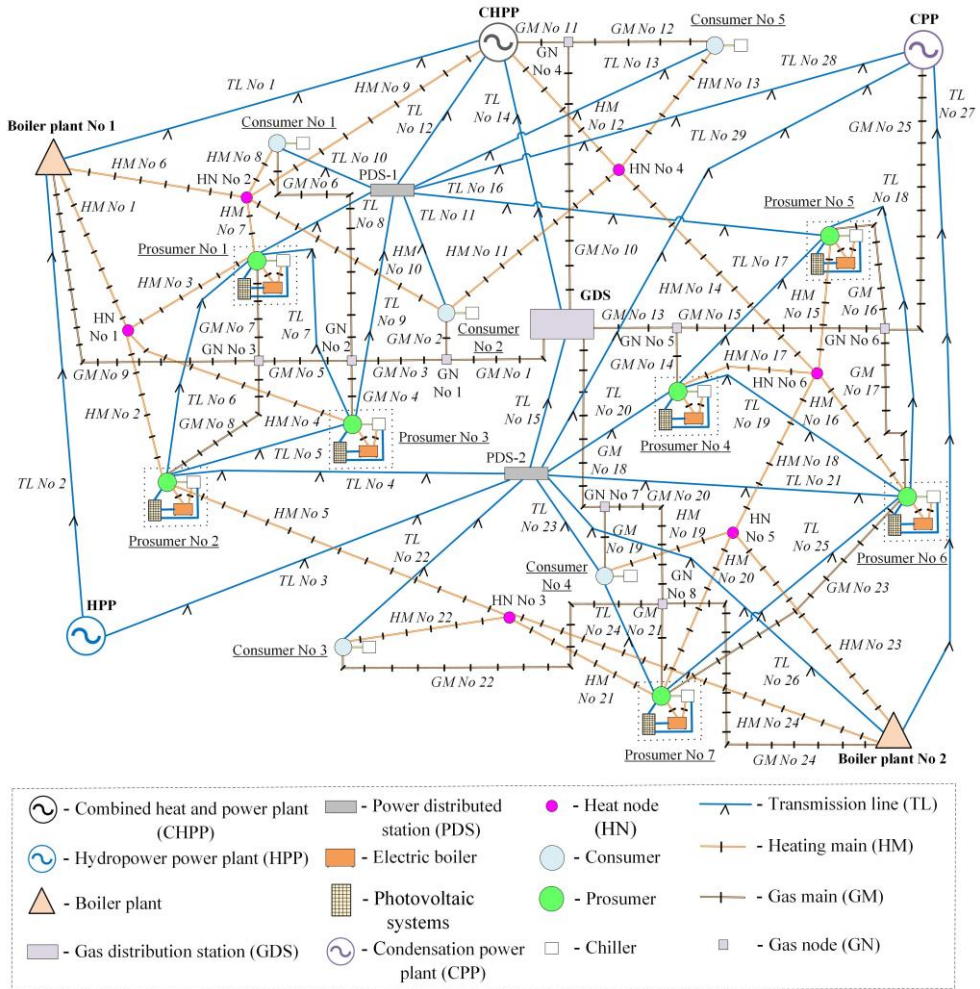 CHPP
GM No 11
GM No 12
Consumer No 5
CPP
GN
No 4
TL No 13
TL No 28
TL No 1
HM No 9
TL
No 12
TL
No 14
HM
No 12
HM No 13
GM No 25
TL
No 27
Boiler plant No 1
Consumer No 1
HM No 8
TL No 10
TL No 29
HM No 6
HN No 2
GM No 6
PDS-1
TL No 16
HN No 4
TL
No 18
HM No 1
HM
No 7
TL
No 8
TL No 11
Prosumer No 5
Prosumer No 1
HM No 3
HM
No 10
HM No 11
GM No 10
TL No 17
HM No 14
HM
No 15
GM
No 16
HN
No 1
GM No 7
TL
No 7
GN
No 2
TL
No 9
GM No 2
Consumer
No 2
GDS
GM No 13
GM No 15
GN No 3
GN No 5
GN No 6
GM No 9
GM No 5
GM No 3
GN
No 1
GM No 1
GM No 14
HM No 17
HM No 2
TL No 6
GM No 8
HM No 4
GM No 4
TL
No 15
TL
No 20
HN No 6
GM
No 17
HM
No 16
TL No 5
Prosumer No 3
Prosumer No 4
TL
No 19
TL No 2
TL No 4
PDS-2
GM
No 18
HM No 18
TL No 21
Prosumer No 2
HM No 5
TL
No 22
TL
No 23
GN No 7
GM No 20
GM
No 19
HM
No 19
HN
No 5
TL
No 25
Prosumer No 6
TL No 3
Consumer
No 4
GN
No 8
HM
No 20
GM No 23
HPP
HN No 3
HM No 22
TL
No 24
GM
No 21
HM No 23
Consumer No 3
GM No 22
HM
No 21
TL
No 26
HM No 24
Prosumer No 7
GM No 24
Boiler plant No 2
- Combined heat and power plant
(CHPP)
- Power distributed
station (PDS)
- Heat node
(HN)
- Transmission line (TL)
- Hydropower power plant (HPP)
- Electric boiler
- Consumer
- Heating main (HM)
- Boiler plant
- Photovoltaic
systems
- Prosumer
- Gas main (GM)
- Gas distribution station (GDS)
- Condensation power
plant (CPP)
- Chiller
- Gas node (GN)